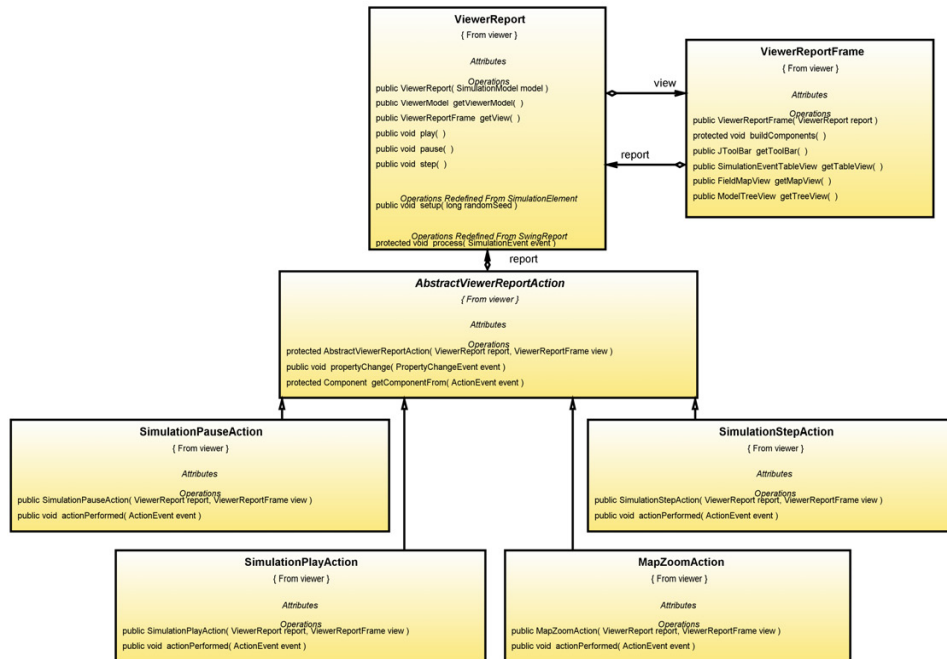 ViewerReport
{ From viewer }
Attributes
Operations
public ViewerReport( SimulationModel model )
public ViewerModel getViewerModel( )
public ViewerReportFrame getView( )
public void play( )
public void pause( )
public void step( )
Operations Redefined From SimulationElement
public void setup( long randomSeed )
Operations Redefined From SwingReport
protected void process( SimulationEvent event )
view
report
ViewerReportFrame
{ From viewer }
Attributes
Operations
public ViewerReportFrame( ViewerReport report )
protected void buildComponents( )
public JToolBar getToolBar( )
public SimulationEventTableView getTableView( )
public FieldMapView getMapView( )
public ModelTreeView getTreeView( )
report
AbstractViewerReportAction
{ From viewer }
Attributes
Operations
protected AbstractViewerReportAction( ViewerReport report, ViewerReportFrame view )
public void propertyChange( PropertyChangeEvent event )
protected Component getComponentFrom( ActionEvent event )
SimulationPauseAction
{ From viewer }
Attributes
Operations
public SimulationPauseAction( ViewerReport report, ViewerReportFrame view )
public void actionPerformed( ActionEvent event )
SimulationStepAction
{ From viewer }
Attributes
Operations
public SimulationStepAction( ViewerReport report, ViewerReportFrame view )
public void actionPerformed( ActionEvent event )
SimulationPlayAction
{ From viewer }
Attributes
Operations
public SimulationPlayAction( ViewerReport report, ViewerReportFrame view )
public void actionPerformed( ActionEvent event )
MapZoomAction
{ From viewer }
Attributes
Operations
public MapZoomAction( ViewerReport report, ViewerReportFrame view )
public void actionPerformed( ActionEvent event )